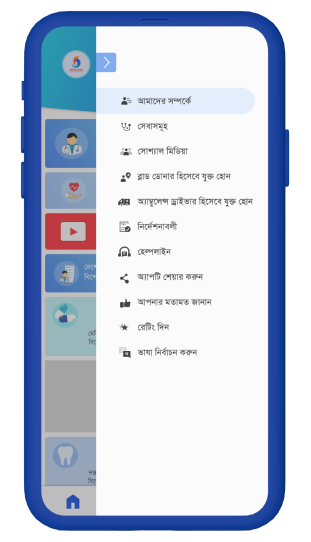 আমাদের সম্পর্কে
সেবাসমূহ
সোশ্যাল মিডিয়া
ব্লাড ডোনার হিসেবে যুক্ত হোন
অ্যাম্বুলেন্স ড্রাইভার হিসেবে যুক্ত হোন
নির্দেশনাবলী
হেল্পলাইন
অ্যাপটি শেয়ার করুন
আপনার মতামত জানান
রেটিং দিন
ভাষা নির্বাচন করুন